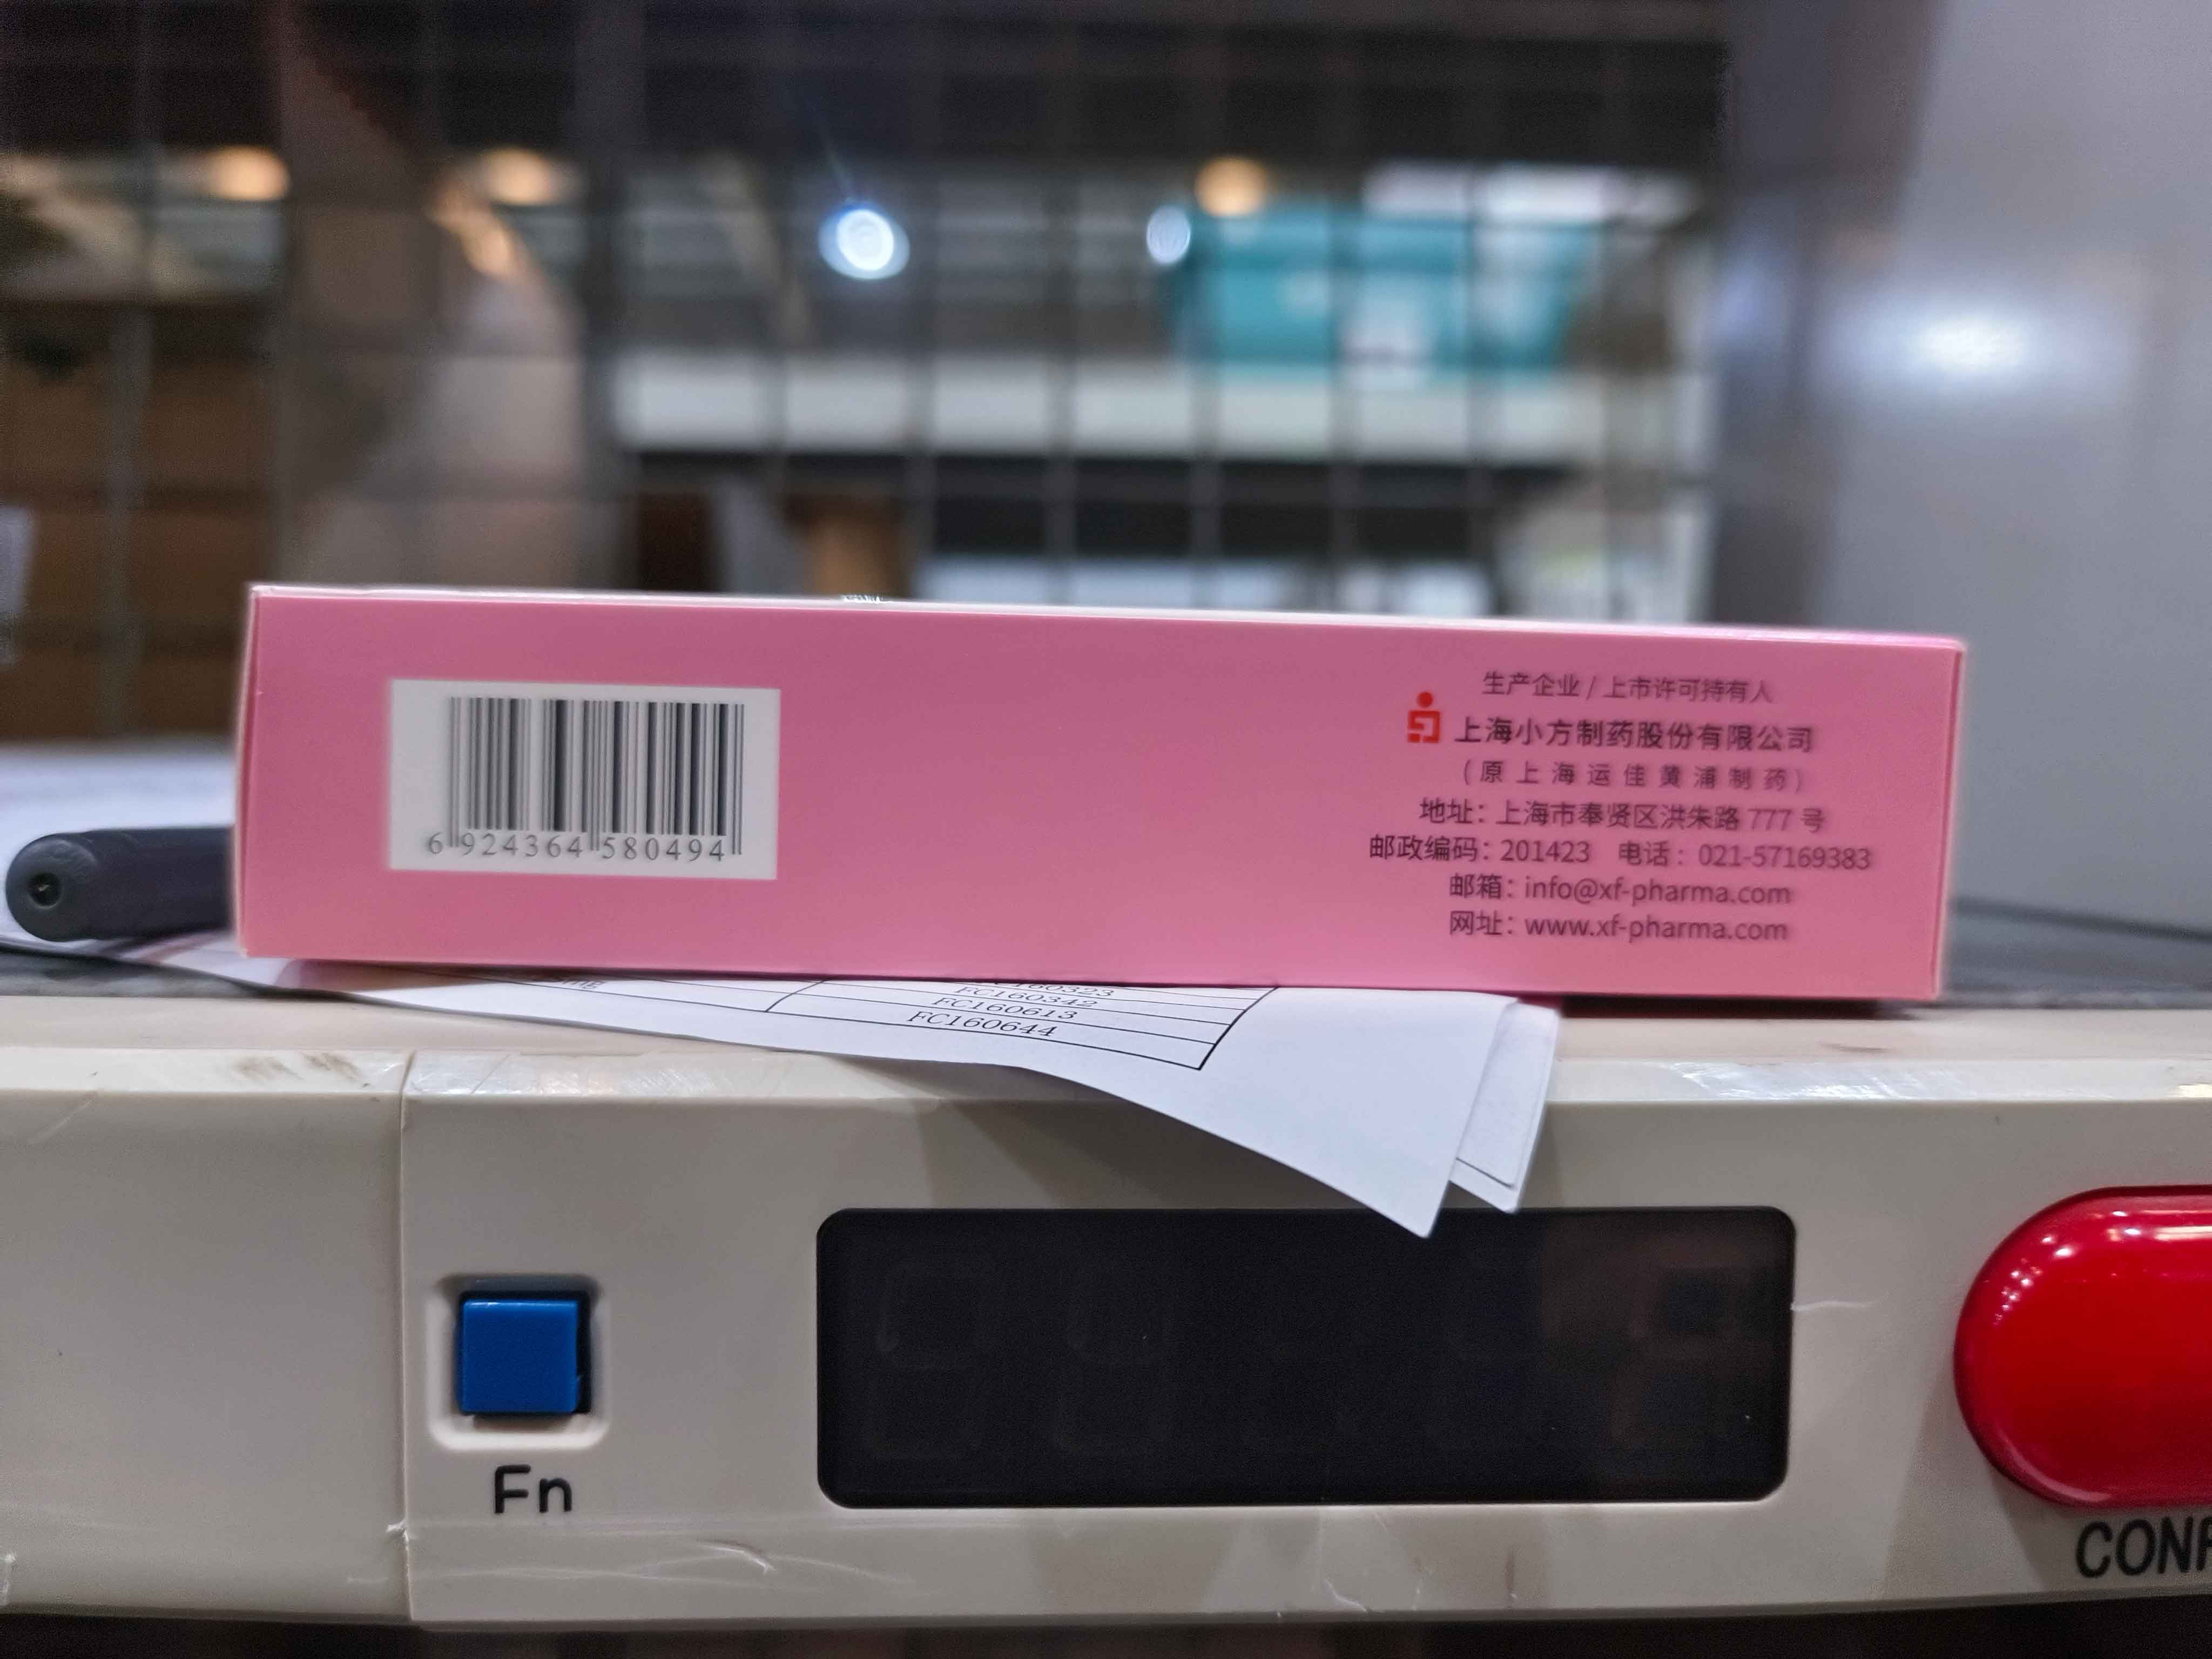 生产企业 / 上市许可持有人
上海小方制药股份有限公司
(原上海运佳黄浦制药)
地址：上海市奉贤区洪朱路 777 号
邮政编码：201423 电话：021-57169383
邮箱：info@xf-pharma.com
网址：www.xf-pharma.com
6 924364 580494
FC160342
FC160613
FC160644
Fn